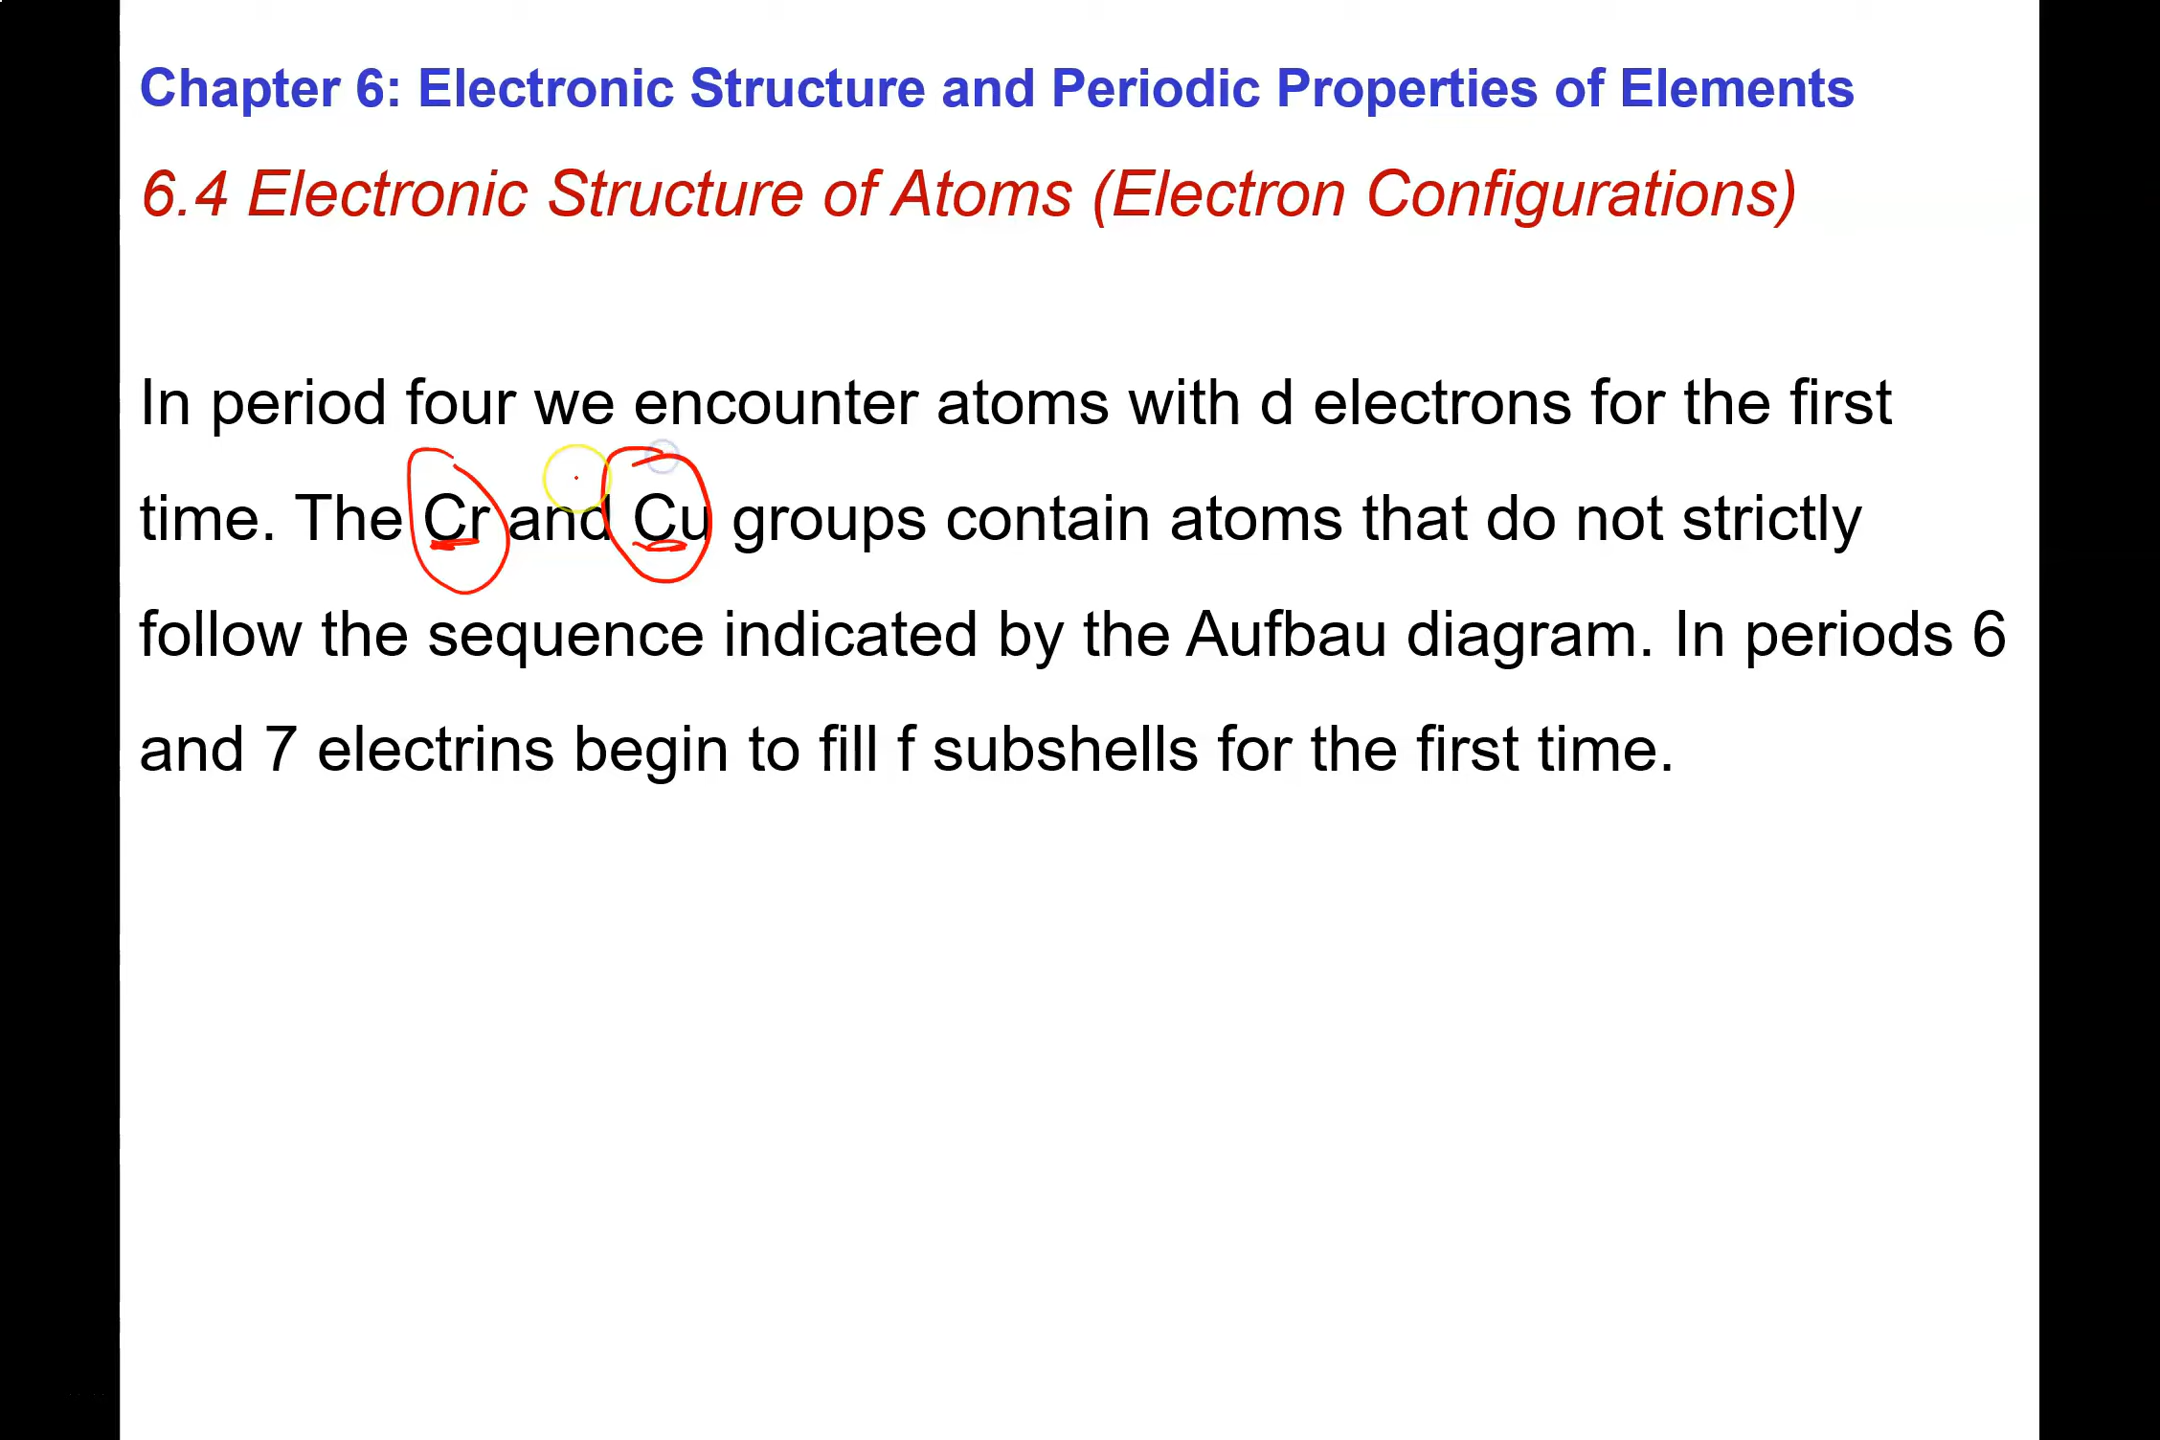 Chapter 6: Electronic Structure and Periodic Properties of Elements
6.4 Electronic Structure of Atoms (Electron Configurations)
In period four we encounter atoms with d electrons for the first
time. The Cr and Cu groups contain atoms that do not strictly
follow the sequence indicated by the Aufbau diagram. In periods 6
and 7 electrins begin to fill f subshells for the first time.